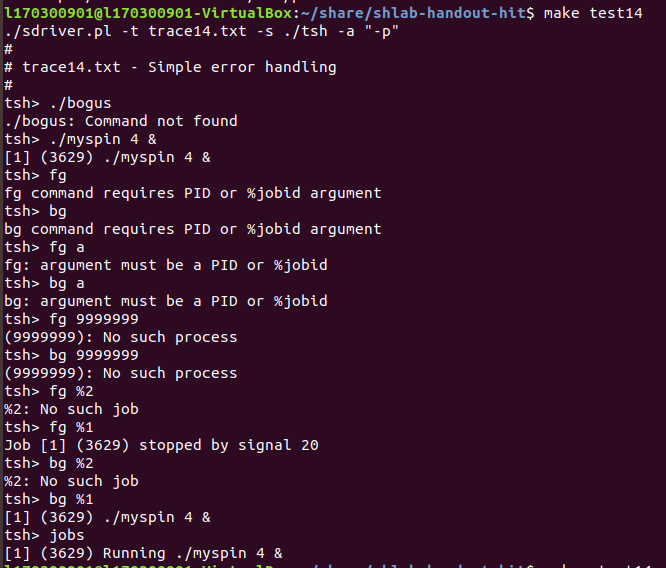 l170300901@l170300901-VirtualBox:~/share/shlab-handout-hit$ make test14
./sdriver.pl -t trace14.txt -s ./tsh -a "-p"
#
# trace14.txt - Simple error handling
#
tsh> ./bogus
./bogus: Command not found
tsh> ./myspin 4 &
[1] (3629) ./myspin 4 &
tsh> fg
fg command requires PID or %jobid argument
tsh> bg
bg command requires PID or %jobid argument
tsh> fg a
fg: argument must be a PID or %jobid
tsh> bg a
bg: argument must be a PID or %jobid
tsh> fg 9999999
(9999999): No such process
tsh> bg 9999999
(9999999): No such process
tsh> fg %2
%2: No such job
tsh> fg %1
Job [1] (3629) stopped by signal 20
tsh> bg %2
%2: No such job
tsh> bg %1
[1] (3629) ./myspin 4 &
tsh> jobs
[1] (3629) Running ./myspin 4 &